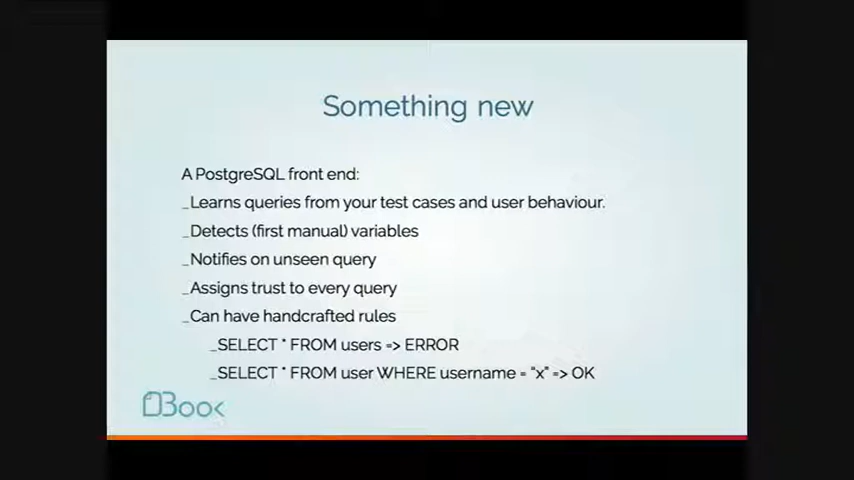 Something new
A PostgreSQL front end:
_Learns queries from your test cases and user behaviour.
_Detects (first manual) variables
_Notifies on unseen query
_Assigns trust to every query
_Can have handcrafted rules
_SELECT * FROM users => ERROR
_SELECT * FROM user WHERE username = "x" => OK
DBook